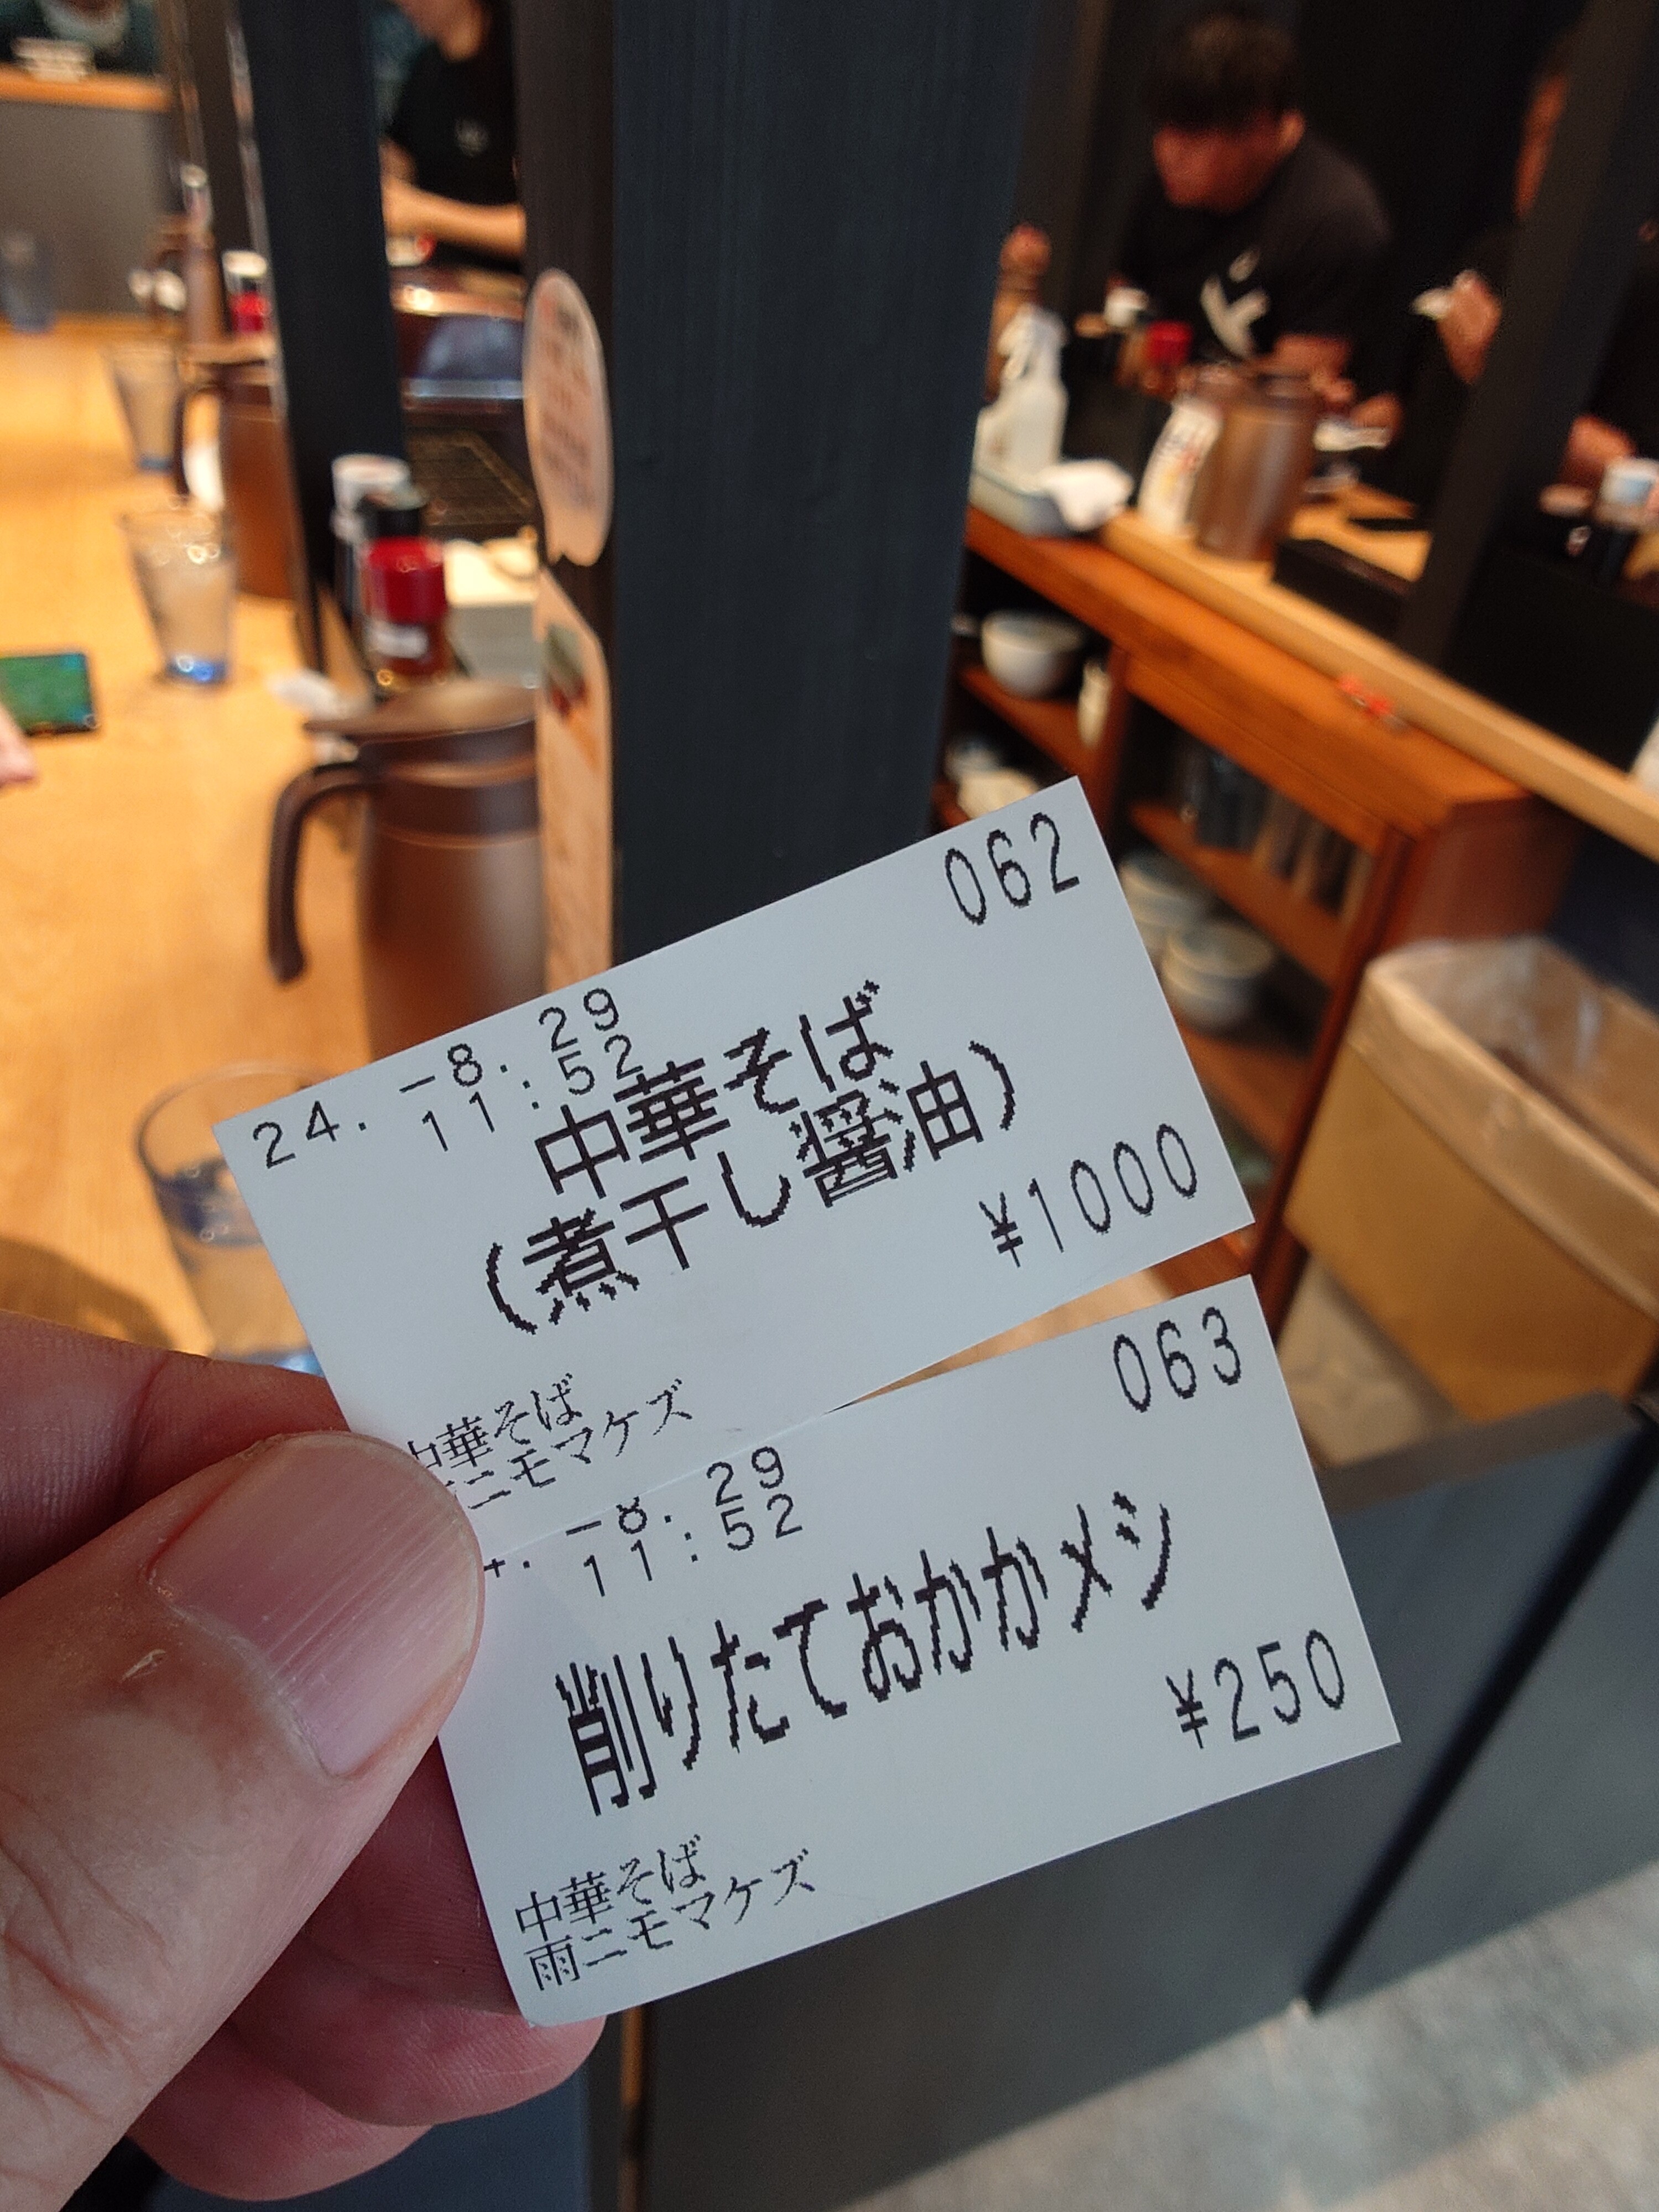 062
24. -8. 29
11:52
中華そば
(煮干し醤油)
¥1000
中華そば
ニモマケズ
063
-8. 29
11:52
削りたておかかメシ
¥250
中華そば
雨ニモマケズ